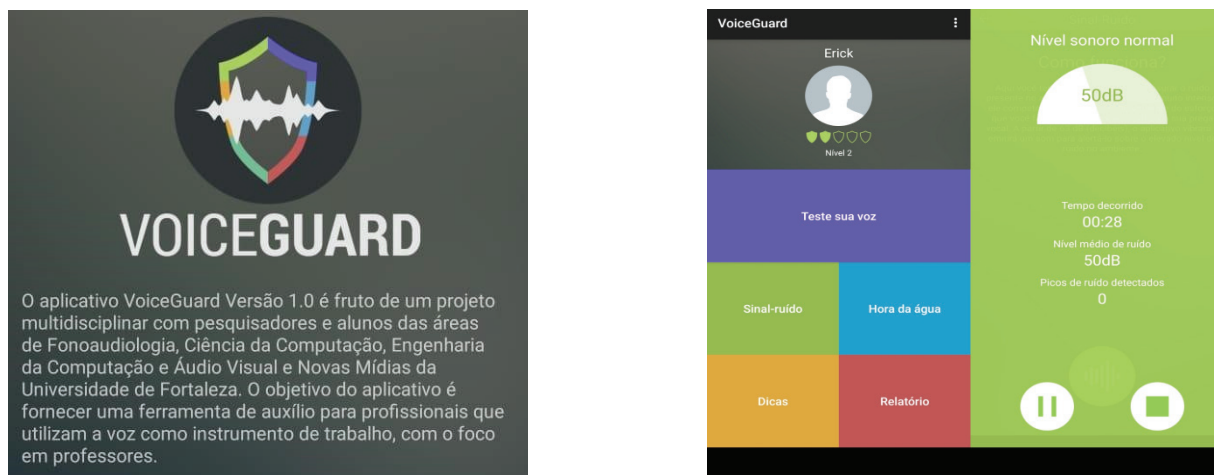 VOICEGUARD
O aplicativo VoiceGuard Versão 1.0 é fruto de um projeto
multidisciplinar com pesquisadores e alunos das áreas
de Fonoaudiologia, Ciência da Computação, Engenharia
da Computação e Áudio Visual e Novas Mídias da
Universidade de Fortaleza. O objetivo do aplicativo é
fornecer uma ferramenta de auxílio para profissionais que
utilizam a voz como instrumento de trabalho, com o foco
em professores.
VoiceGuard
Erick
Nível 2
Teste sua voz
Sinal-ruído
Hora da água
Dicas
Relatório
Nível sonoro normal
Como funciona?
50dB
Tempo decorrido
00:28
Nível médio de ruído
50dB
Picos de ruído detectados
0